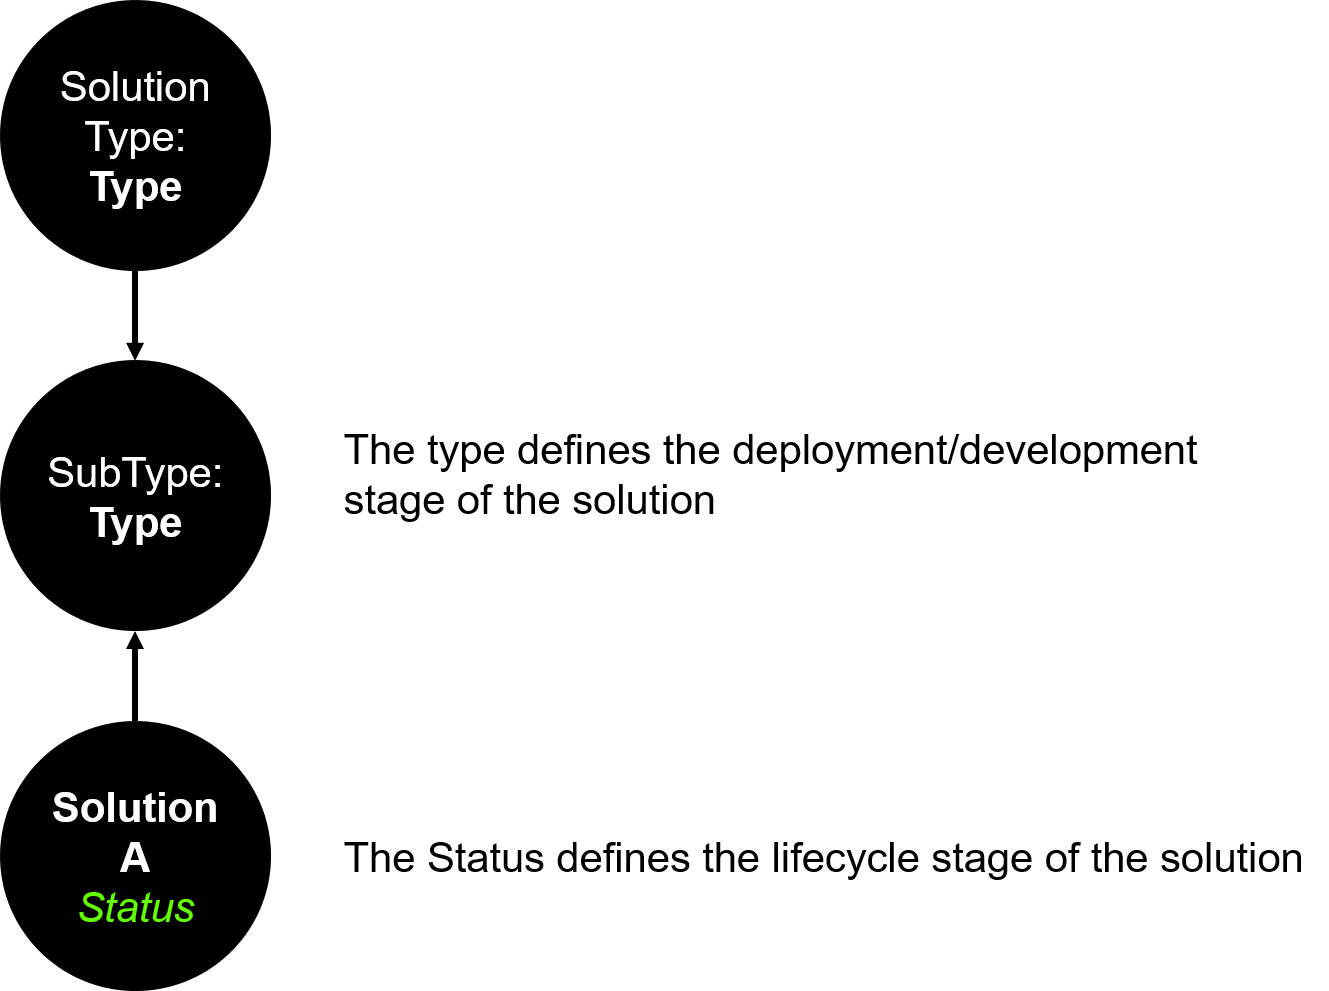 Solution
Type:
Type
SubType:
Type
The type defines the deployment/development
stage of the solution
Solution
A
Status
The Status defines the lifecycle stage of the solution